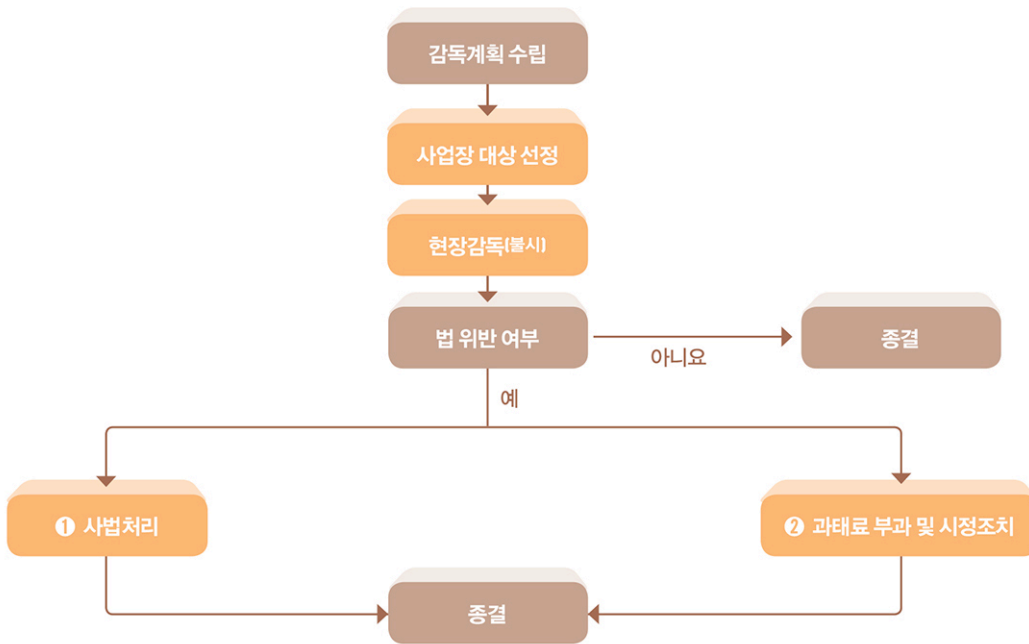 감독계획 수립
사업장 대상 선정
현장감독(불시)
법 위반 여부
아니요
종결
예
❶ 사법처리
❷ 과태료 부과 및 시정조치
종결